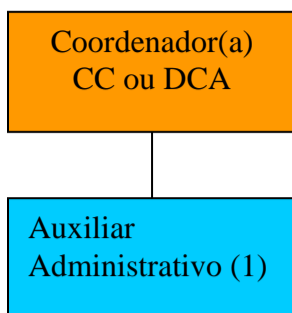 Coordenador(a)
CC ou DCA
Auxiliar
Administrativo (1)